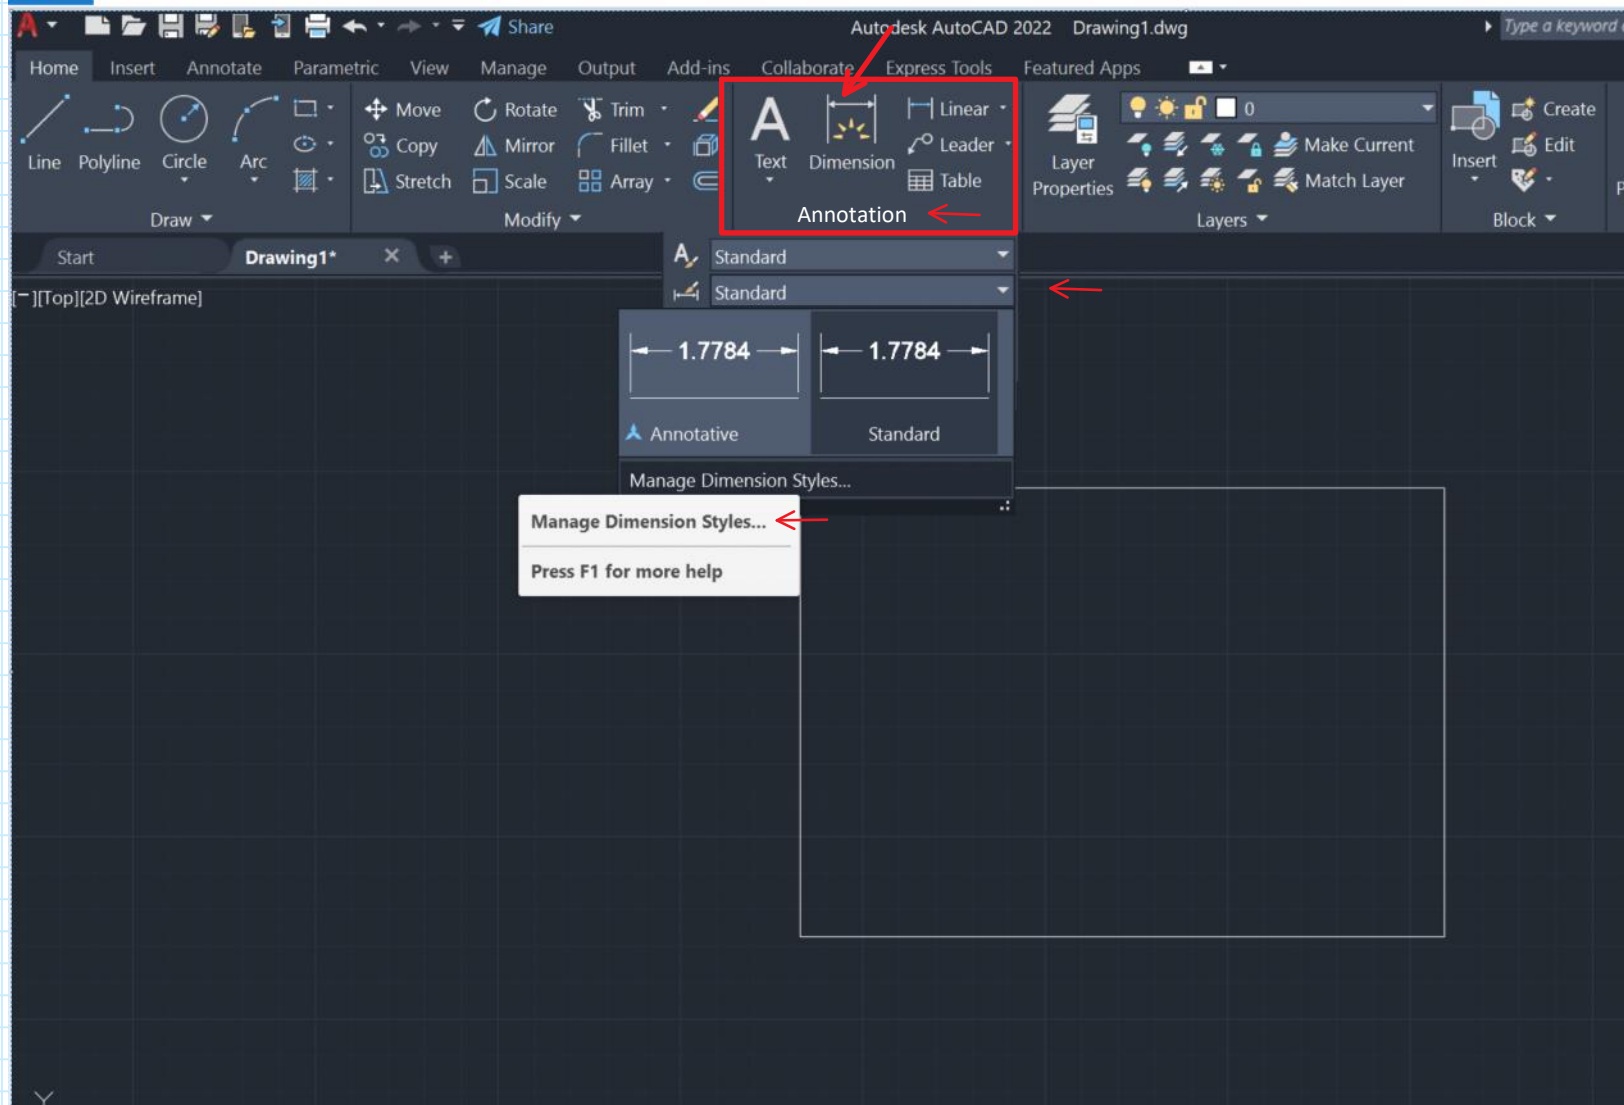 A Share Autodesk AutoCAD 2022 Drawing1.dwg Type a keyword
Home Insert Annotate Parametric View Manage Output Add-ins Collaborate Express Tools Featured Apps
Move Rotate Trim Linear 0 Create
Copy Mirror Fillet Leader Make Current Edit
Line Polyline Circle Arc Text Dimension Layer Properties Insert
Stretch Scale Array Table Match Layer
Draw Modify Annotation Layers Block
Start Drawing1* Standard
[−][Top][2D Wireframe] Standard
1.7784 1.7784
Annotative Standard
Manage Dimension Styles...
Manage Dimension Styles...
Press F1 for more help
Y